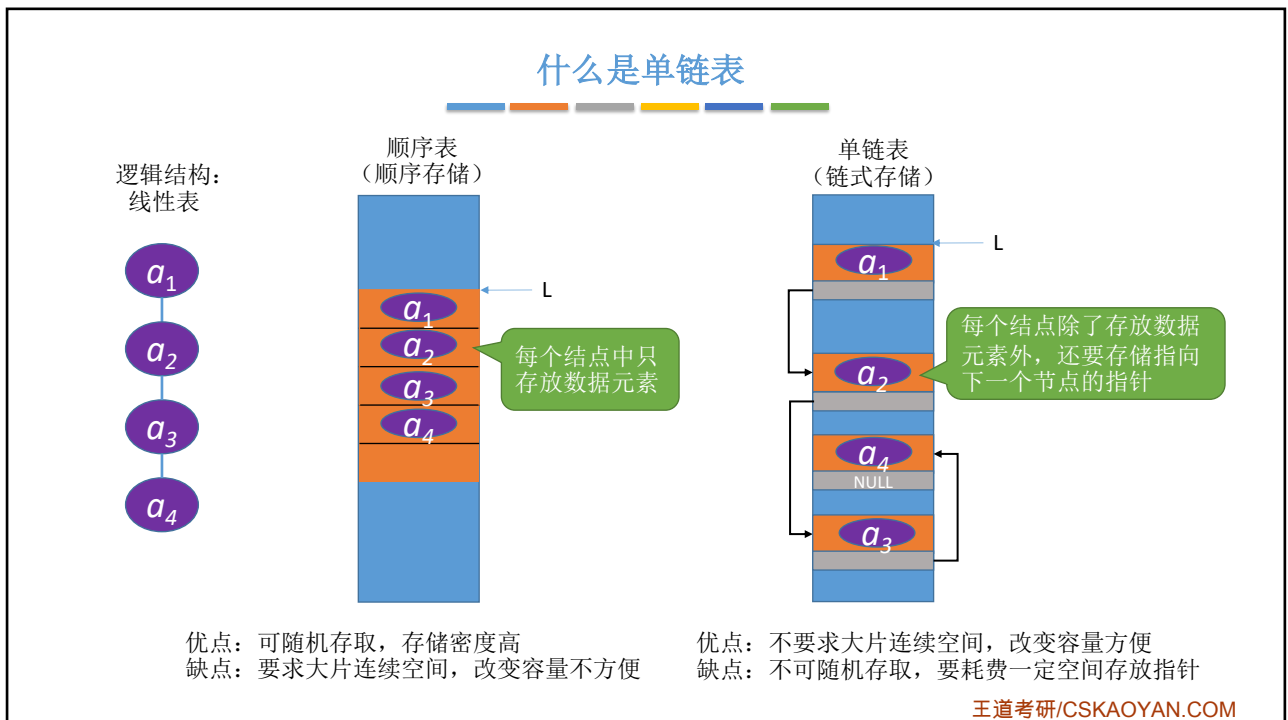 什么是单链表
逻辑结构：
线性表
a1
a2
a3
a4
顺序表
（顺序存储）
L
a1
a2
a3
a4
每个结点中只
存放数据元素
优点：可随机存取，存储密度高
缺点：要求大片连续空间，改变容量不方便
单链表
（链式存储）
L
a1
a2
a4
NULL
a3
每个结点除了存放数据
元素外，还要存储指向
下一个节点的指针
优点：不要求大片连续空间，改变容量方便
缺点：不可随机存取，要耗费一定空间存放指针
王道考研/CSKAOYAN.COM